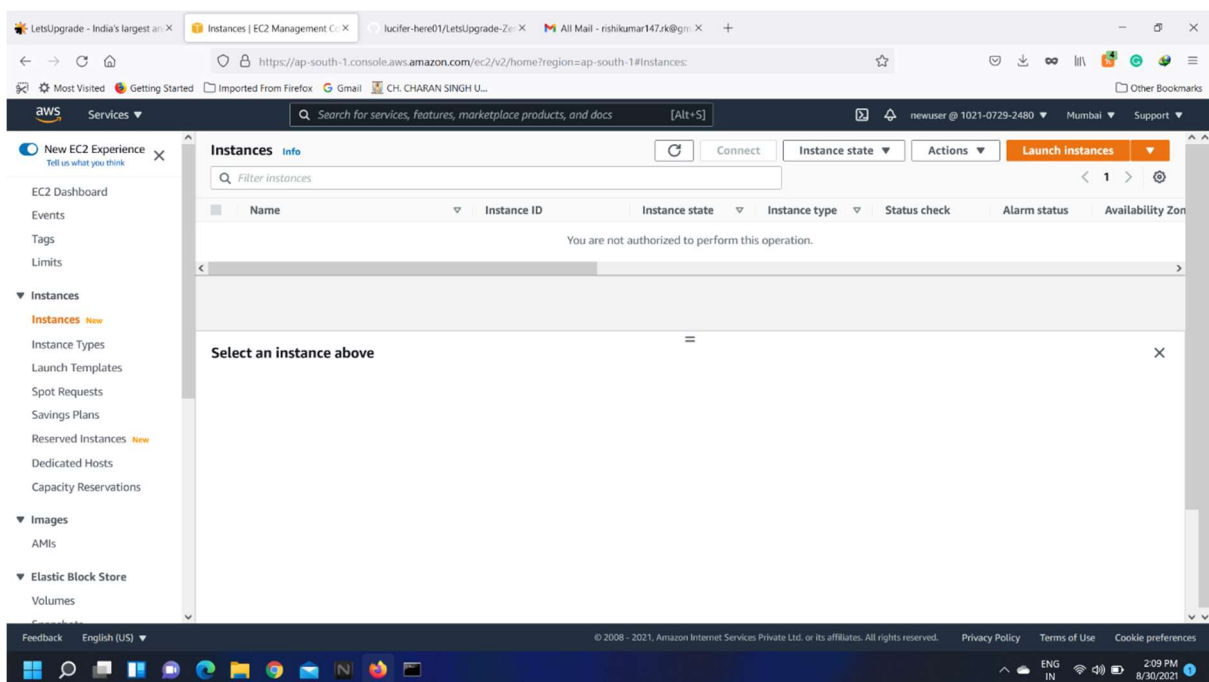 LetsUpgrade - India's largest an
Instances | EC2 Management Co
lucifer-here01/LetsUpgrade-Ze
All Mail - rishikumar147.rk@gm
https://ap-south-1.console.aws.amazon.com/ec2/v2/home?region=ap-south-1#Instances:
4
Most Visited
Getting Started
Imported From Firefox
Gmail
CH. CHARAN SINGH U...
Other Bookmarks
aws
Services
Search for services, features, marketplace products, and docs
[Alt+S]
newuser @ 1021-0729-2480
Mumbai
Support
New EC2 Experience
Tell us what you think
EC2 Dashboard
Events
Tags
Limits
Instances
Instances New
Instance Types
Launch Templates
Spot Requests
Savings Plans
Reserved Instances New
Dedicated Hosts
Capacity Reservations
Images
AMIs
Elastic Block Store
Volumes
Instances Info
Connect
Instance state
Actions
Launch instances
Filter instances
1
Name
Instance ID
Instance state
Instance type
Status check
Alarm status
Availability Zon
You are not authorized to perform this operation.
Select an instance above
Feedback
English (US)
© 2008 - 2021, Amazon Internet Services Private Ltd. or its affiliates. All rights reserved.
Privacy Policy
Terms of Use
Cookie preferences
ENG
IN
2:09 PM
8/30/2021
1